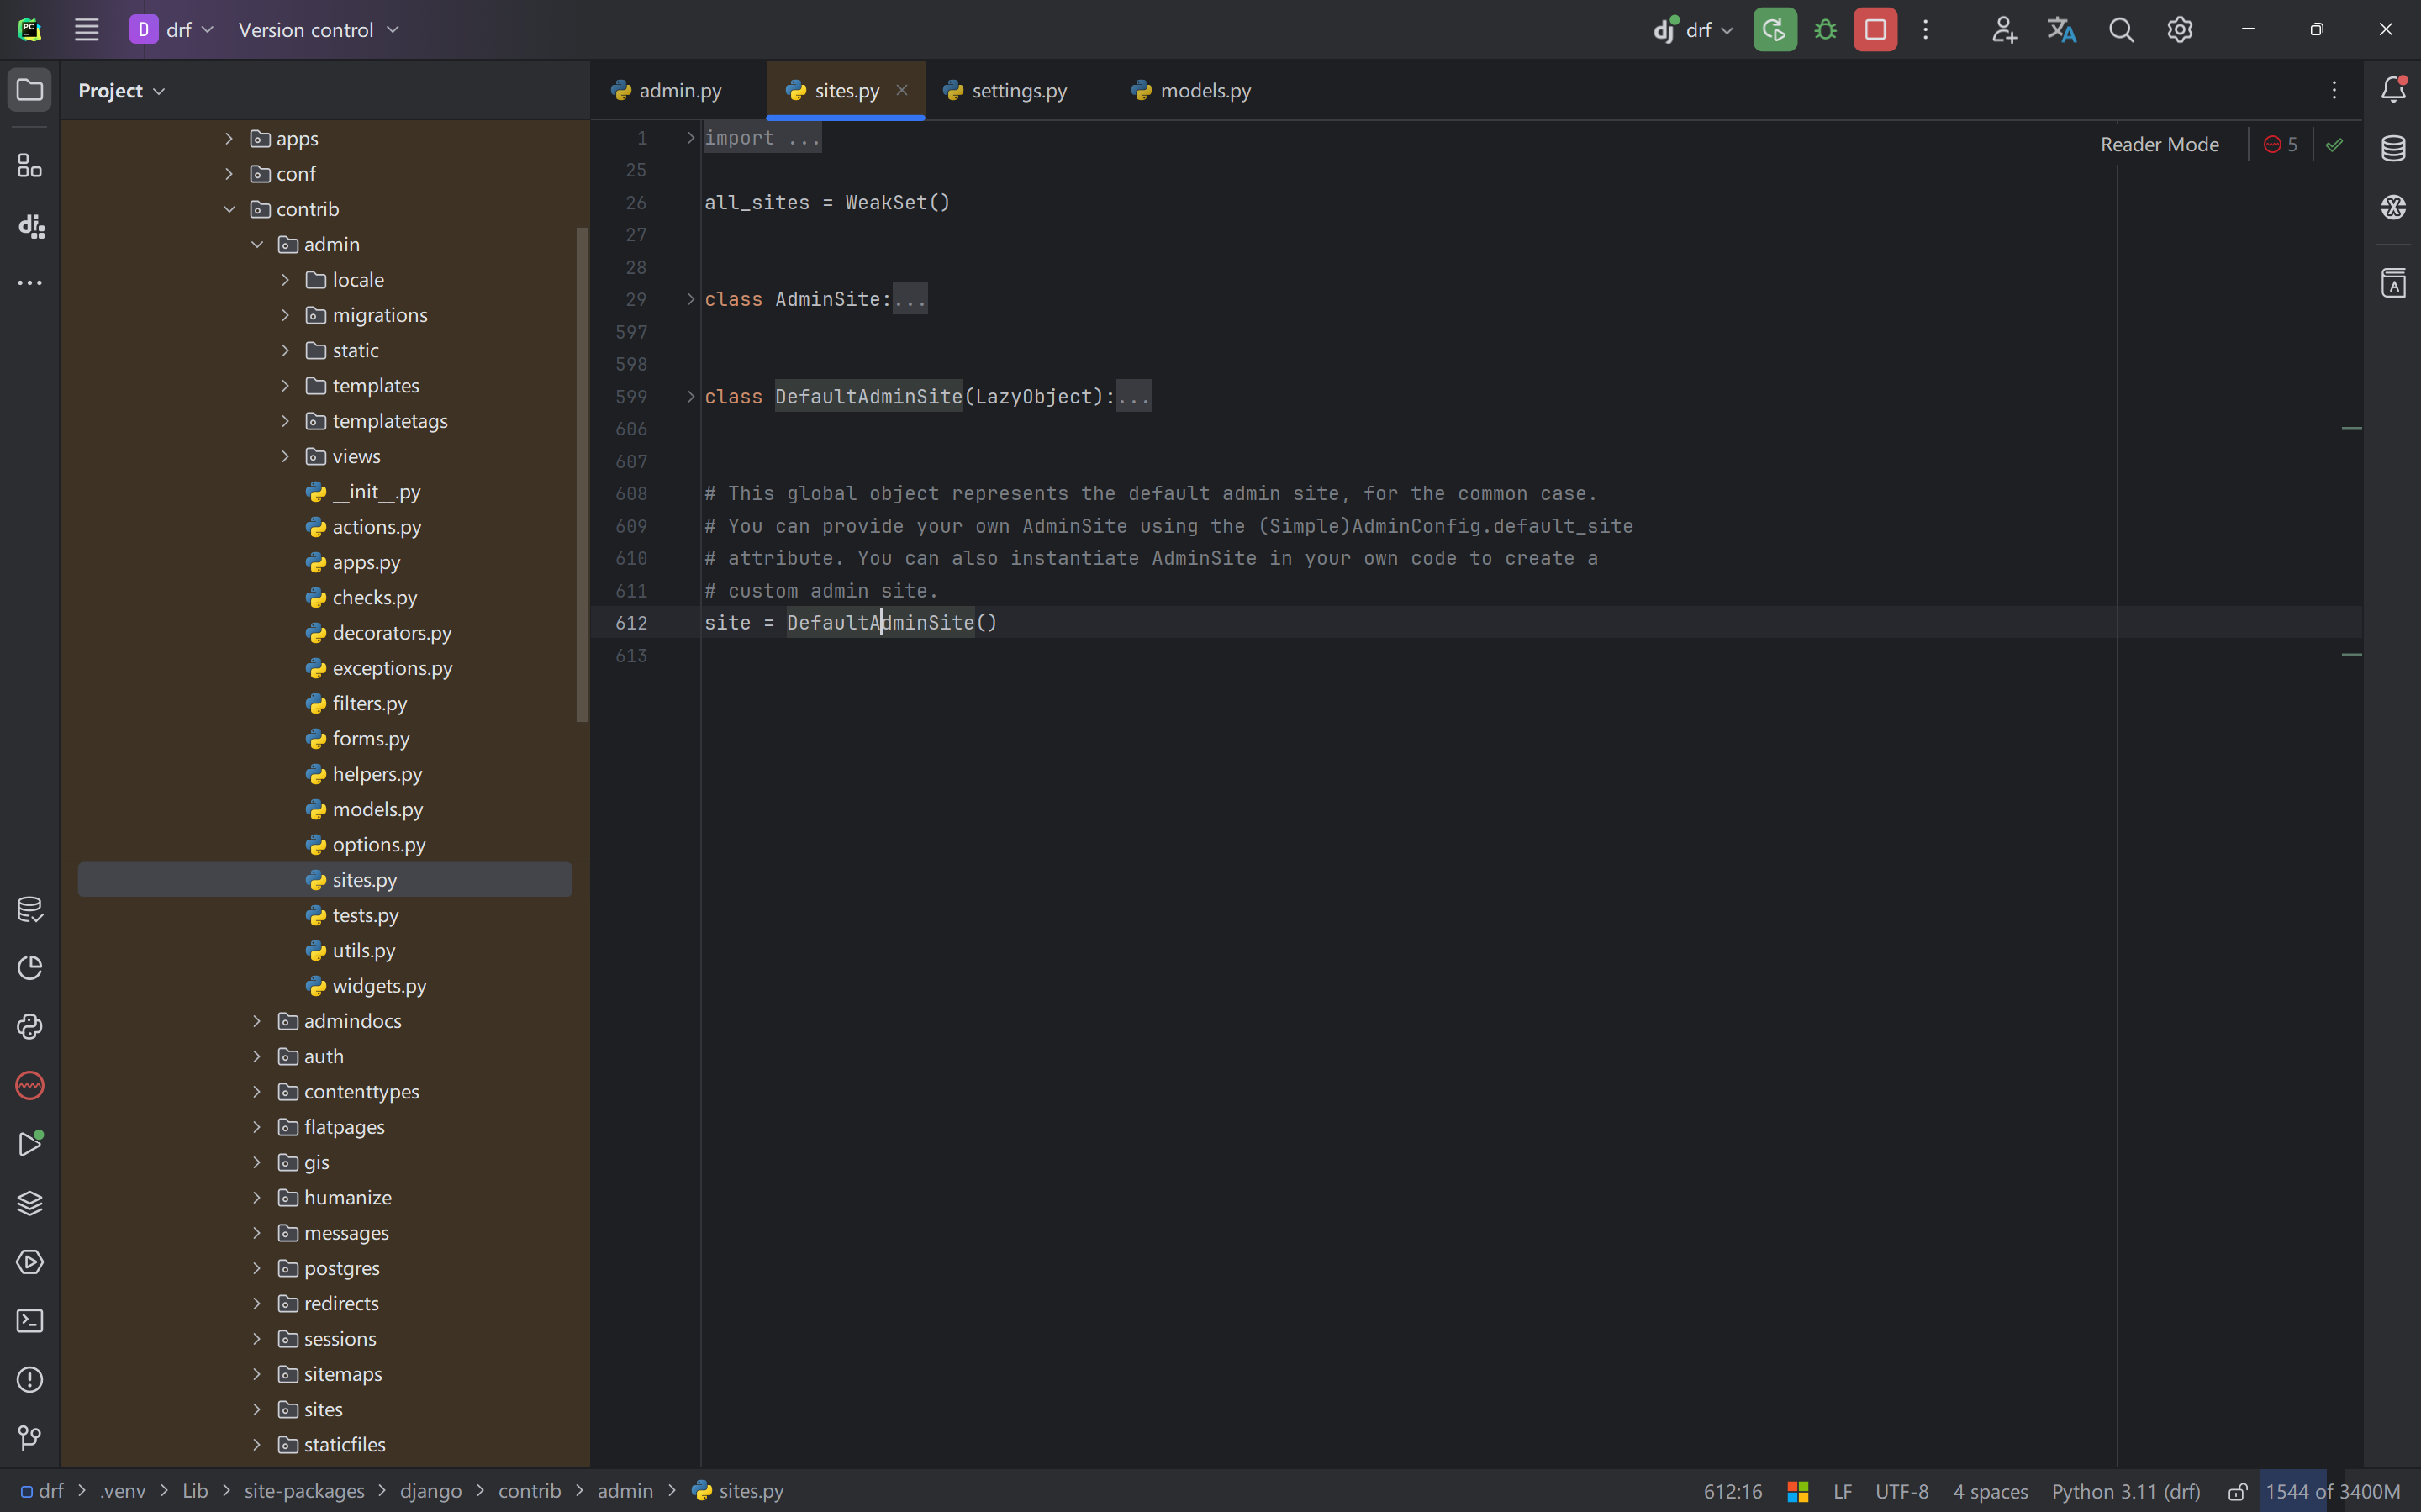 PC
D drf Version control
dj drf
Project
admin.py
sites.py
settings.py
models.py
apps
conf
contrib
admin
locale
migrations
static
templates
templatetags
views
__init__.py
actions.py
apps.py
checks.py
decorators.py
exceptions.py
filters.py
forms.py
helpers.py
models.py
options.py
sites.py
tests.py
utils.py
widgets.py
admindocs
auth
contenttypes
flatpages
gis
humanize
messages
postgres
redirects
sessions
sitemaps
sites
staticfiles
Reader Mode 5
1 import ...
25
26 all_sites = WeakSet()
27
28
29 class AdminSite:...
597
598
599 class DefaultAdminSite(LazyObject):...
606
607
608 # This global object represents the default admin site, for the common case.
609 # You can provide your own AdminSite using the (Simple)AdminConfig.default_site
610 # attribute. You can also instantiate AdminSite in your own code to create a
611 # custom admin site.
612 site = DefaultAdminSite()
613
drf > .venv > Lib > site-packages > django > contrib > admin > sites.py
612:16 LF UTF-8 4 spaces Python 3.11 (drf) 1544 of 3400M